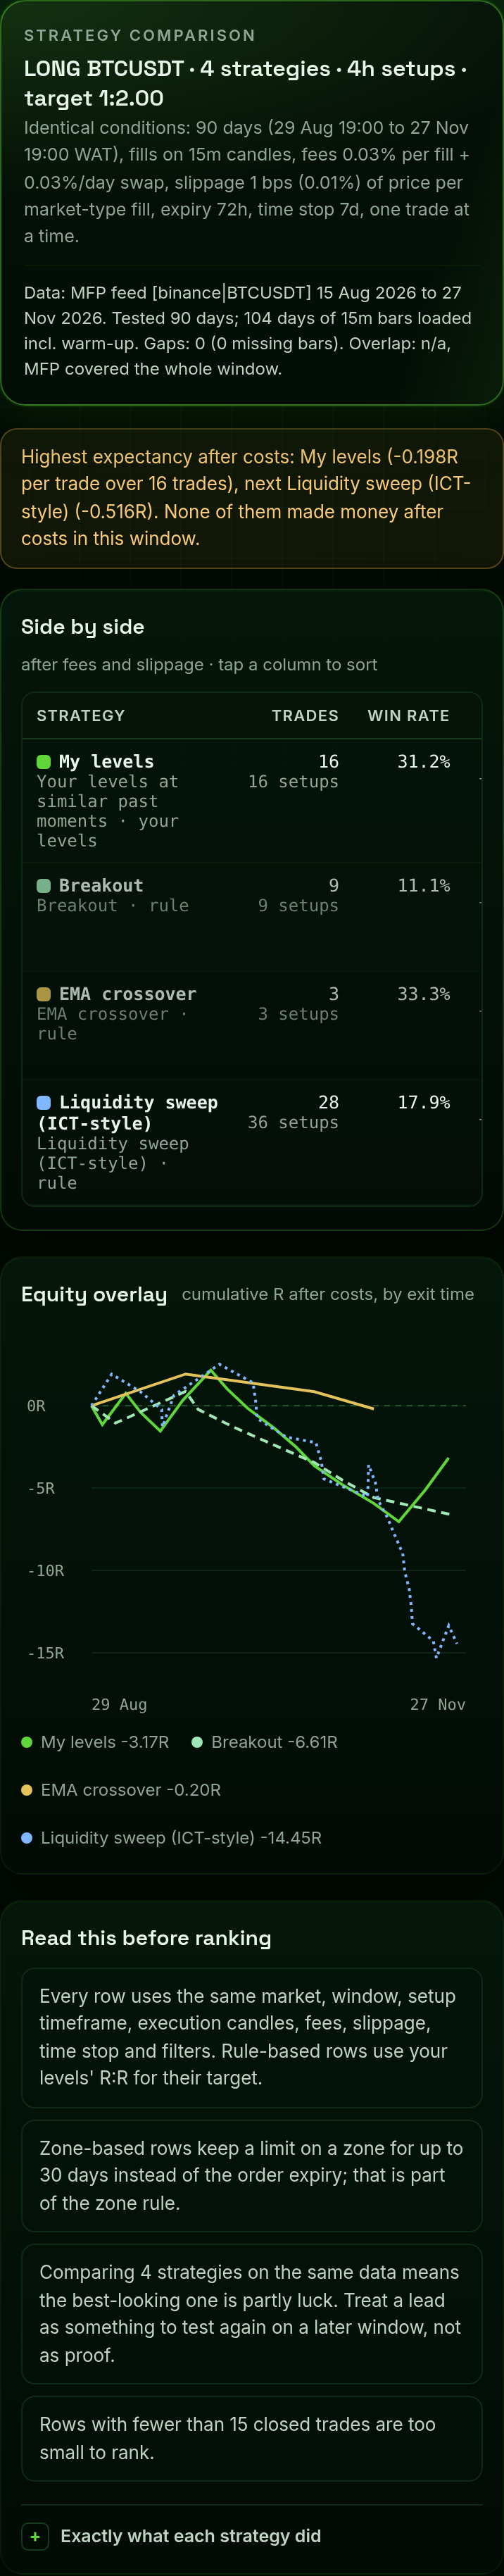 STRATEGY COMPARISON
LONG BTCUSDT · 4 strategies · 4h setups ·
target 1:2.00
Identical conditions: 90 days (29 Aug 19:00 to 27 Nov
19:00 WAT), fills on 15m candles, fees 0.03% per fill +
0.03%/day swap, slippage 1 bps (0.01%) of price per
market-type fill, expiry 72h, time stop 7d, one trade at
a time.
Data: MFP feed [binance|BTCUSDT] 15 Aug 2026 to 27
Nov 2026. Tested 90 days; 104 days of 15m bars loaded
incl. warm-up. Gaps: 0 (0 missing bars). Overlap: n/a,
MFP covered the whole window.
Highest expectancy after costs: My levels (-0.198R
per trade over 16 trades), next Liquidity sweep (ICT-
style) (-0.516R). None of them made money after
costs in this window.
Side by side
after fees and slippage · tap a column to sort
STRATEGY TRADES WIN RATE
My levels 16 31.2%
Your levels at 16 setups
similar past
moments · your
levels
Breakout 9 11.1%
Breakout · rule 9 setups
EMA crossover 3 33.3%
EMA crossover · 3 setups
rule
Liquidity sweep 28 17.9%
(ICT-style) 36 setups
Liquidity sweep
(ICT-style) ·
rule
Equity overlay cumulative R after costs, by exit time
0R
-5R
-10R
-15R
29 Aug 27 Nov
My levels -3.17R Breakout -6.61R
EMA crossover -0.20R
Liquidity sweep (ICT-style) -14.45R
Read this before ranking
Every row uses the same market, window, setup
timeframe, execution candles, fees, slippage,
time stop and filters. Rule-based rows use your
levels' R:R for their target.
Zone-based rows keep a limit on a zone for up to
30 days instead of the order expiry; that is part
of the zone rule.
Comparing 4 strategies on the same data means
the best-looking one is partly luck. Treat a lead
as something to test again on a later window, not
as proof.
Rows with fewer than 15 closed trades are too
small to rank.
+ Exactly what each strategy did